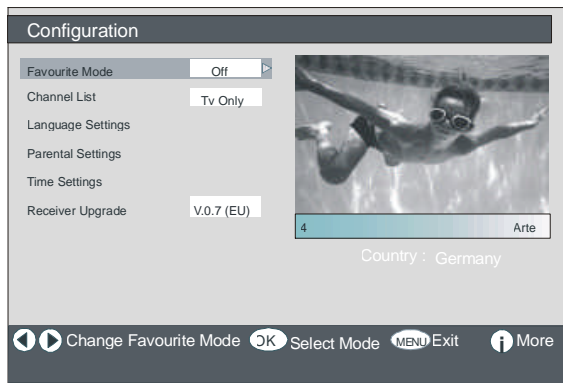 Configuration
Favourite Mode Off
Channel List Tv Only
Language Settings
Parental Settings
Time Settings
Receiver Upgrade V.0.7 (EU)
4 Arte
Country : Germany
Change Favourite Mode OK Select Mode MENU Exit i More